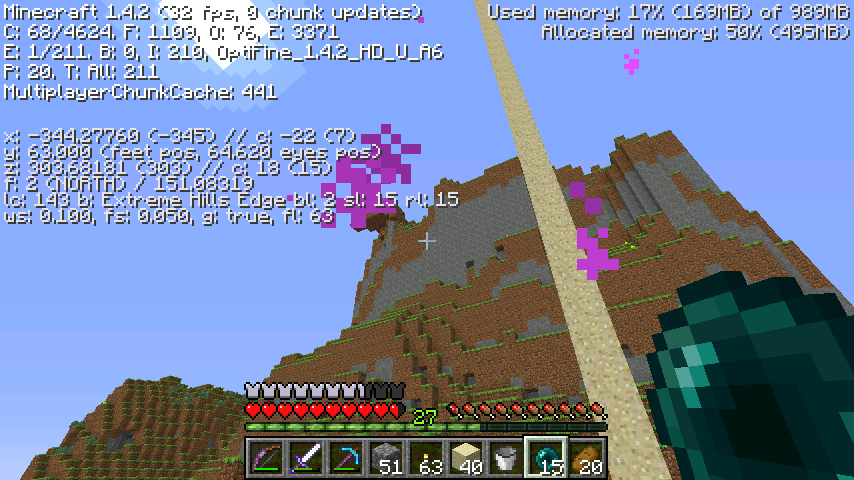 Minecraft 1.4.2 (32 fps, 0 chunk updates)
Used memory: 17% (169MB) of 989MB
C: 68/4624, F: 1109, O: 76, E: 3371
Allocated memory: 50% (495MB)
E: 1/211, B: 0, I: 210, OptiFine_1.4.2_HD_U_A6
P: 20, T: All: 211
MultiplayerChunkCache: 441
x: -344.27760 (-345) // c: -22 (7)
y: 63.000 (feet pos, 64.620 eyes pos)
z: 303.68181 (303) // c: 18 (15)
f: 2 (NORTH) / 151.08319
lc: 143 b: Extreme Hills Edge bl: 2 sl: 15 rl: 15
ws: 0.100, fs: 0.050, g: true, fl: 63
27
51 63 40 15 20